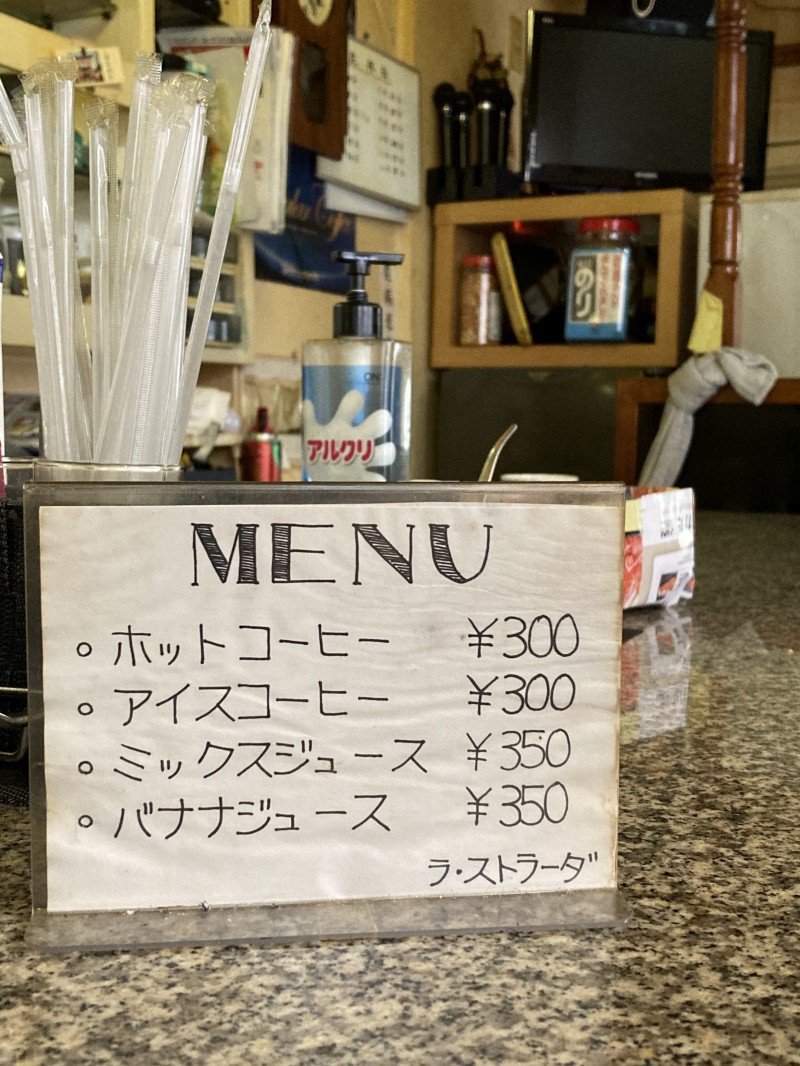 アルクリ
のり
MENU
○ ホットコーヒー ¥300
○ アイスコーヒー ¥300
○ ミックスジュース ¥350
○ バナナジュース ¥350
ラ・ストラーダ